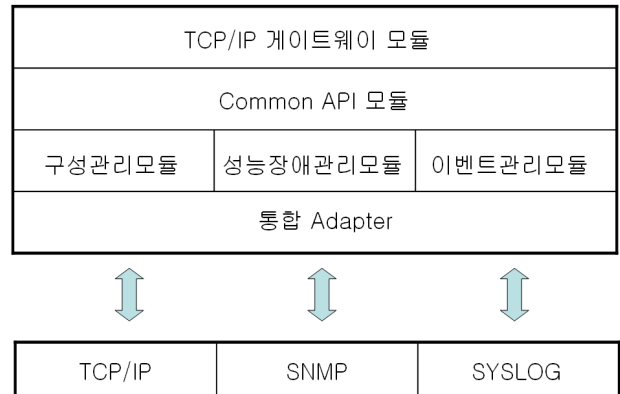 TCP/IP 게이트웨이 모듈
Common API 모듈
구성관리모듈
성능장애관리모듈
이벤트관리모듈
통합 Adapter
TCP/IP
SNMP
SYSLOG